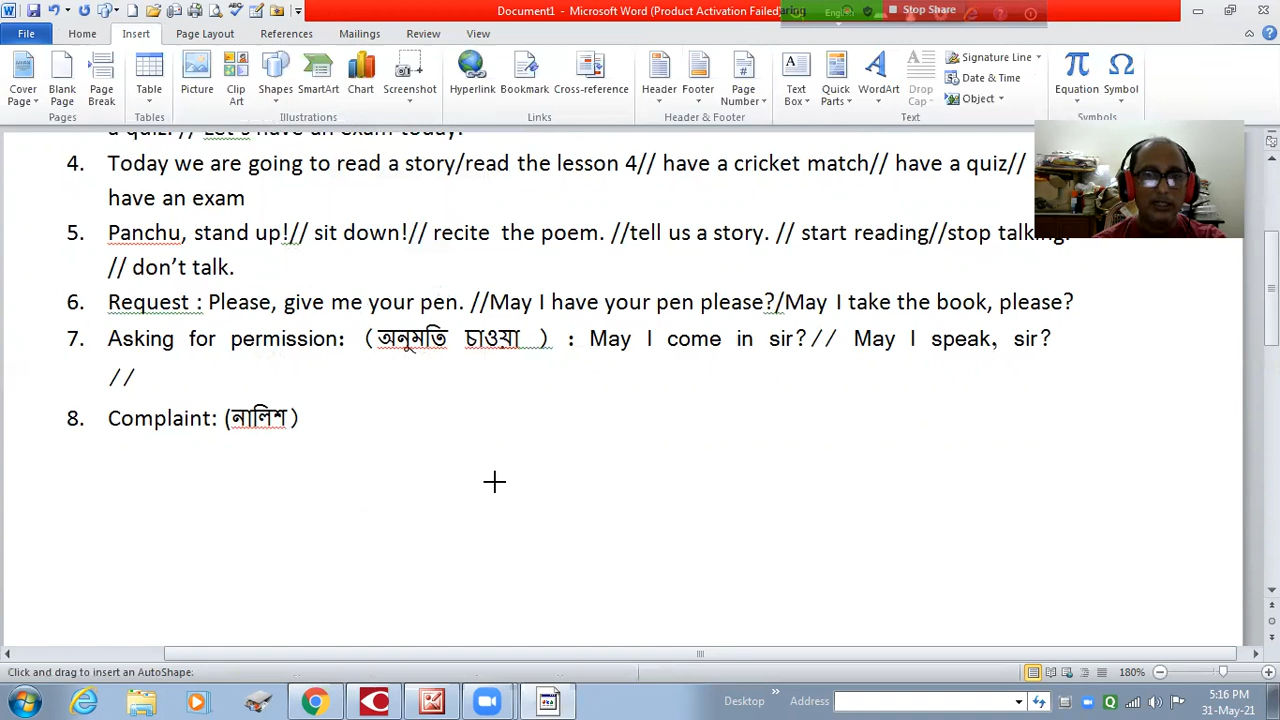 Document1 - Microsoft Word (Product Activation Failed)
English
Stop Share
File Home Insert Page Layout References Mailings Review View
Cover Page
Blank Page
Page Break
Table
Picture
Clip Art
Shapes
SmartArt
Chart
Screenshot
Hyperlink
Bookmark
Cross-reference
Header
Footer
Page Number
Text Box
Quick Parts
WordArt
Drop Cap
Signature Line
Date & Time
Object
Equation
Symbol
Pages Tables Illustrations Links Header & Footer Text Symbols
a quiz. // Let's have an exam today.
4. Today we are going to read a story/read the lesson 4// have a cricket match// have a quiz//
have an exam
5. Panchu, stand up!// sit down!// recite the poem. //tell us a story. // start reading//stop talking.
// don't talk.
6. Request : Please, give me your pen. //May I have your pen please?/May I take the book, please?
7. Asking for permission: (অনুমতি চাওয়া ) : May I come in sir?// May I speak, sir?
//
8. Complaint: (নালিশ)
Click and drag to insert an AutoShape:
180%
Desktop
Address
5:16 PM
31-May-21